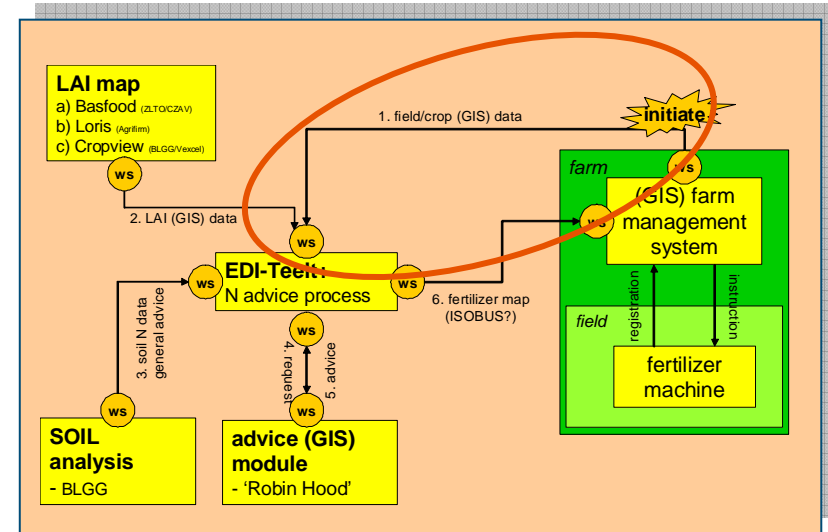 LAI map
a) Basfood (ZLTO/CZAV)
b) Loris (Agrifirm)
c) Cropview (BLGG/Vexcel)
ws
1. field/crop (GIS) data
initiate
farm
ws
(GIS) farm
management
system
ws
2. LAI (GIS) data
ws
EDI-Teelt+
N advice process
ws
ws
6. fertilizer map
(ISOBUS?)
registration
instruction
field
fertilizer
machine
3. soil N data
general advice
ws
4. request
5. advice
ws
ws
SOIL
analysis
- BLGG
advice (GIS)
module
- ‘Robin Hood’